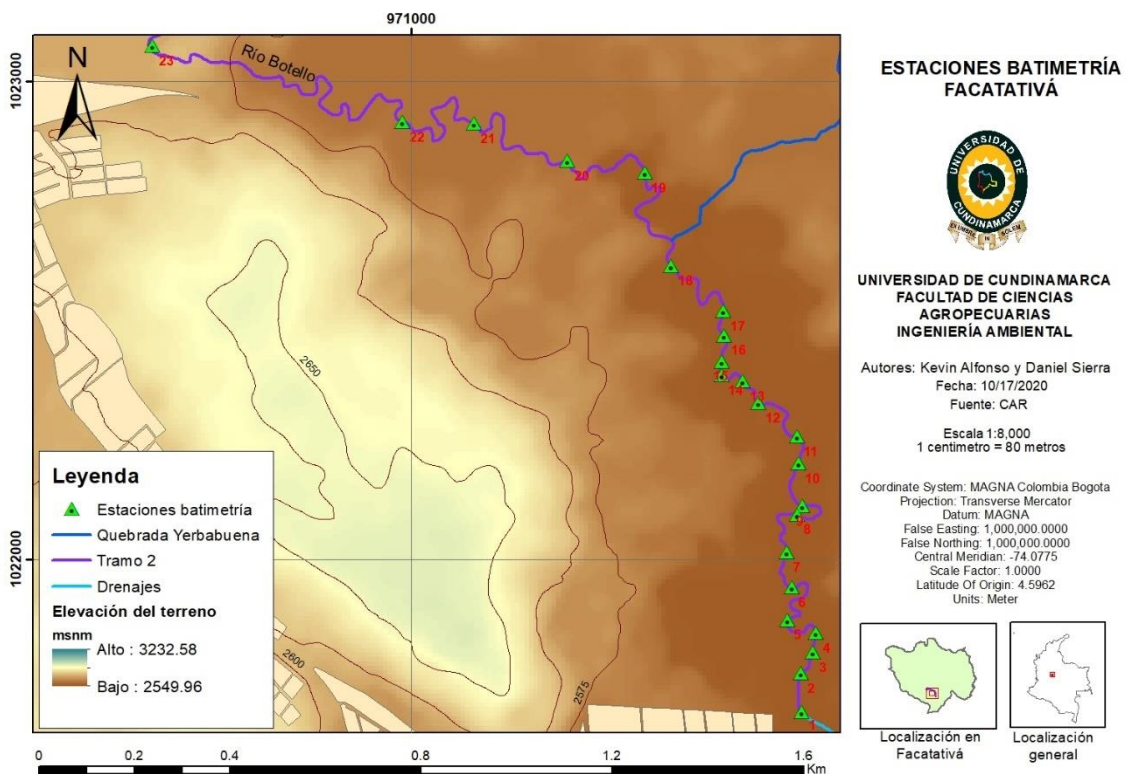 971000
1023000
1022000
N
Río Botello
23
22
21
20
19
18
17
16
15
14
13
12
11
10
9
8
7
6
5
4
3
2
1
2650
2600
2575
Leyenda
Estaciones batimetría
Quebrada Yerbabuena
Tramo 2
Drenajes
Elevación del terreno
msnm
Alto : 3232.58
Bajo : 2549.96
0 0.2 0.4 0.8 1.2 1.6
Km
ESTACIONES BATIMETRÍA
FACATATIVÁ
UNIVERSIDAD DE
CUNDINAMARCA
UNIVERSIDAD DE CUNDINAMARCA
FACULTAD DE CIENCIAS
AGROPECUARIAS
INGENIERÍA AMBIENTAL
Autores: Kevin Alfonso y Daniel Sierra
Fecha: 10/17/2020
Fuente: CAR
Escala 1:8,000
1 centimetro = 80 metros
Coordinate System: MAGNA Colombia Bogota
Projection: Transverse Mercator
Datum: MAGNA
False Easting: 1,000,000.0000
False Northing: 1,000,000.0000
Central Meridian: -74.0775
Scale Factor: 1.0000
Latitude Of Origin: 4.5962
Units: Meter
Localización en
Facatativá
Localización
general